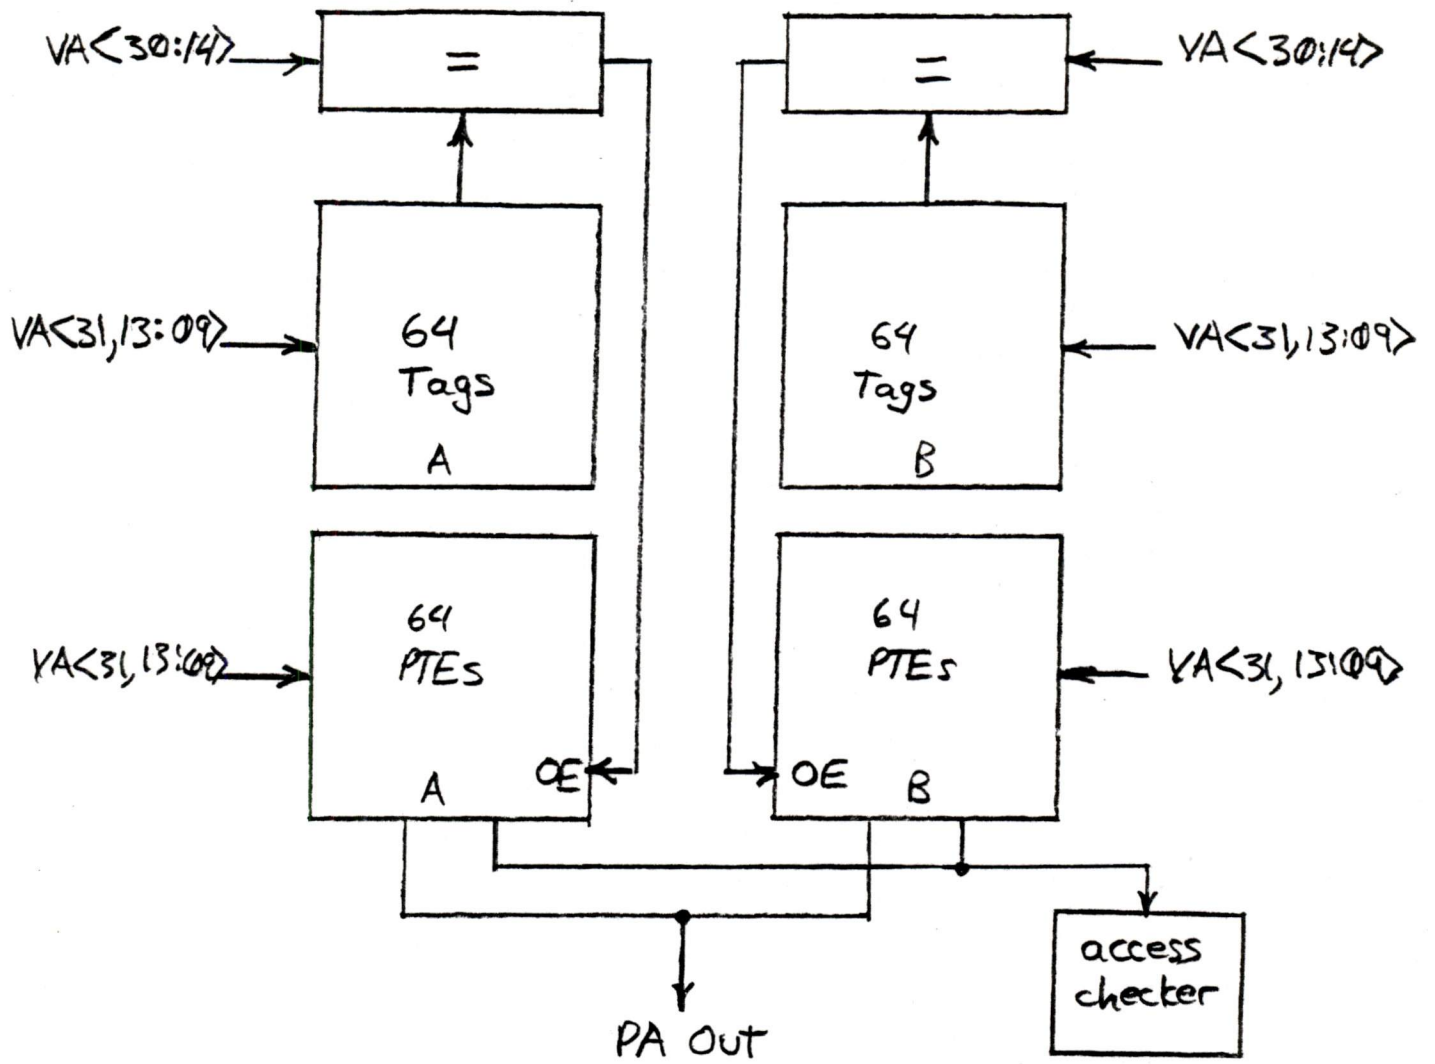 VA<30:14>
=
=
VA<30:14>
VA<31,13:09>
64
Tags
A
64
Tags
B
VA<31,13:09>
VA<31,13:09>
64
PTEs
OE
A
64
PTEs
OE
B
VA<31,13:09>
access
checker
PA Out